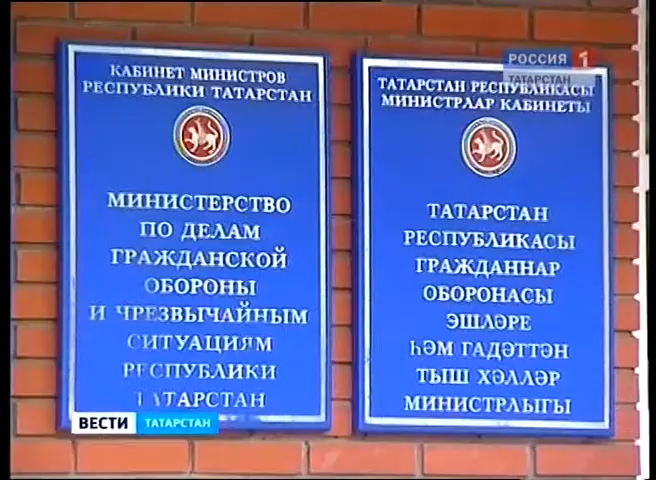 КАБИНЕТ МИНИСТРОВ
РЕСПУБЛИКИ ТАТАРСТАН
МИНИСТЕРСТВО
ПО ДЕЛАМ
ГРАЖДАНСКОЙ
ОБОРОНЫ
И ЧРЕЗВЫЧАЙНЫМ
СИТУАЦИЯМ
РЕСПУБЛИКИ
ТАТАРСТАН
ТАТАРСТАН РЕСПУБЛИКАСЫ
МИНИСТРЛАР КАБИНЕТЫ
ТАТАРСТАН
РЕСПУБЛИКАСЫ
ГРАЖДАННАР
ОБОРОНАСЫ
ЭШЛӘРЕ
ҺӘМ ГАДӘТТӘН
ТЫШ ХӘЛЛӘР
МИНИСТРЛЫГЫ
РОССИЯ 1
ТАТАРСТАН
ВЕСТИ ТАТАРСТАН